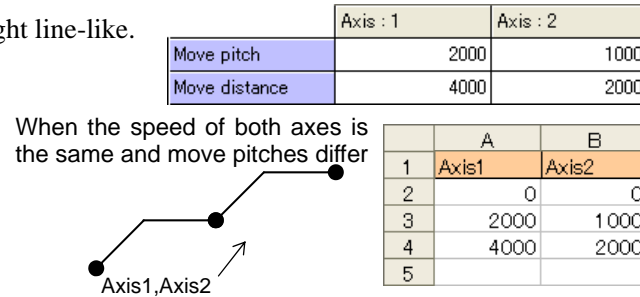 ght line-like.
Axis : 1 Axis : 2
Move pitch 2000 1000
Move distance 4000 2000
When the speed of both axes is
the same and move pitches differ
A B
1 Axis1 Axis2
2 0 0
3 2000 1000
4 4000 2000
5
Axis1,Axis2